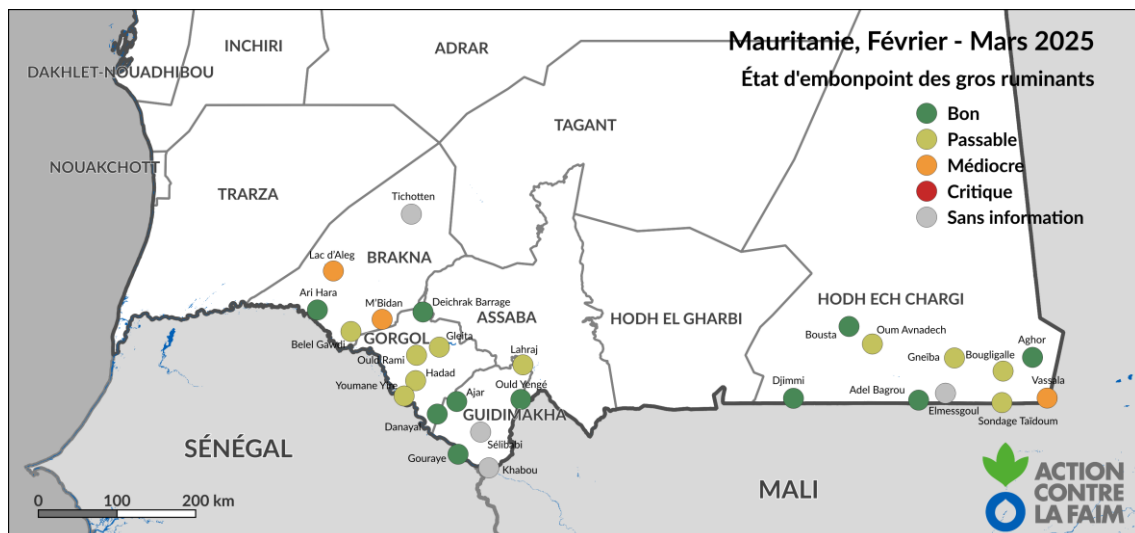 Mauritanie, Février - Mars 2025
État d'embonpoint des gros ruminants
Bon
Passable
Médiocre
Critique
Sans information
INCHIRI
ADRAR
DAKHLET-NOUADHIBOU
TAGANT
NOUAKCHOTT
TRARZA
Tichotten
BRAKNA
Lac d'Aleg
Ari Hara
M'Bidan
Deichrak Barrage
ASSABA
HODH EL GHARBI
HODH ECH CHARGI
Belel Gawdi
GORGOL
Gleita
Ould Rami
Lahraj
Hadad
Youmane Yire
Ajar
Ould Yengé
GUIDIMAKHA
Danayal
Sélibabi
Gouraye
Khabou
Bousta
Oum Avnadech
Gneiba
Bougligalle
Aghor
Djimmi
Adel Bagrou
Vassala
Elmessgoul
Sondage Taïdoum
SÉNÉGAL
MALI
0 100 200 km
ACTION
CONTRE
LA FAIM